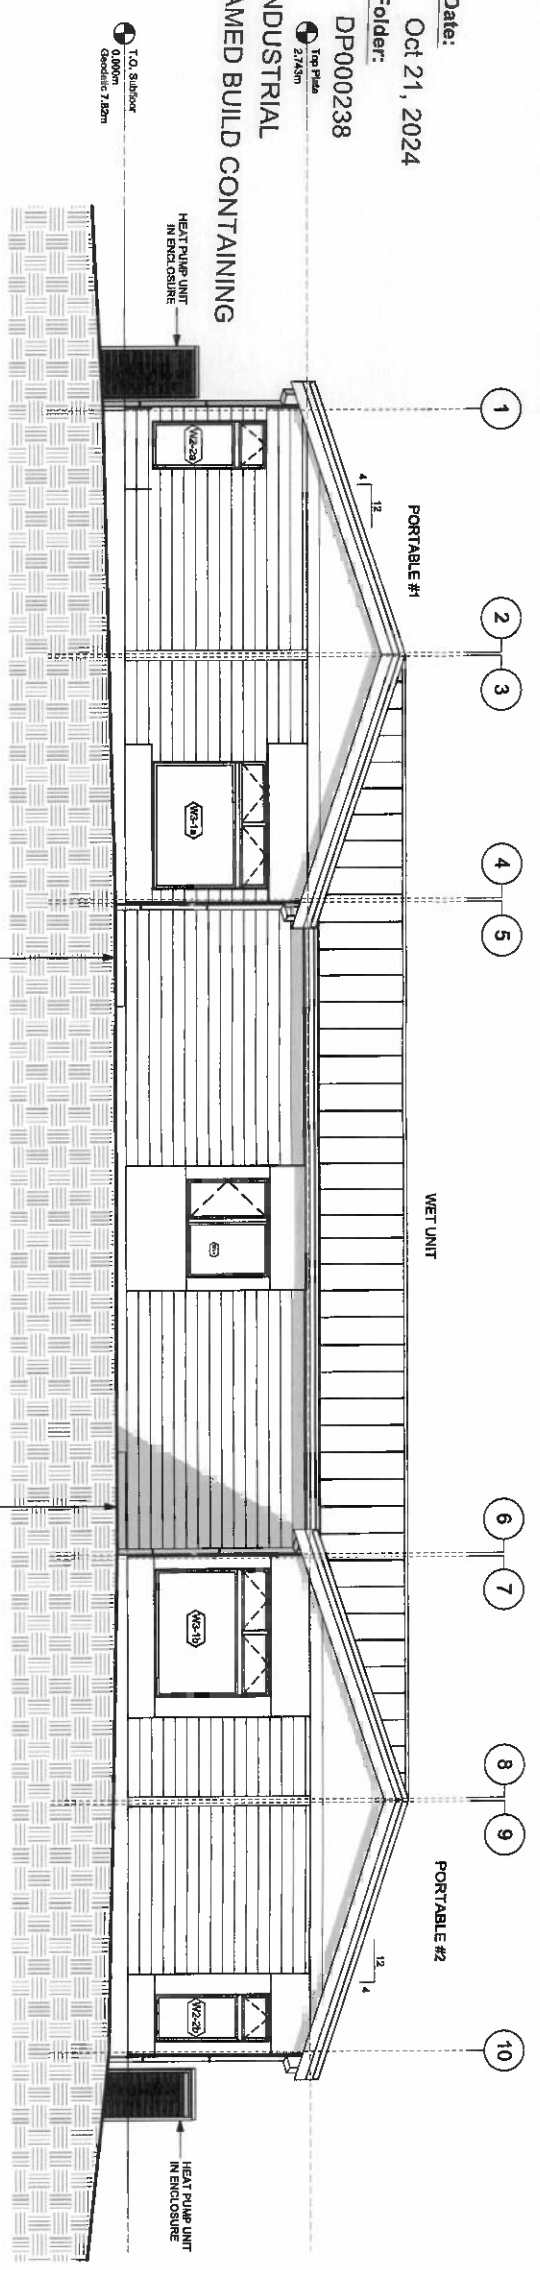 Date:
Oct 21, 2024
Folder:
DP000238
INDUSTRIAL
AMED BUILD CONTAINING
Top Plate
2.743m
T.O. Subfloor
0.000m
Geodetic 7.82m
HEAT PUMP UNIT
IN ENCLOSURE
1
2
3
4
5
6
7
8
9
10
PORTABLE #1
WET UNIT
PORTABLE #2
12
4
12
4
W2-2a
W3-1a
W3-1b
W2-2b
HEAT PUMP UNIT
IN ENCLOSURE